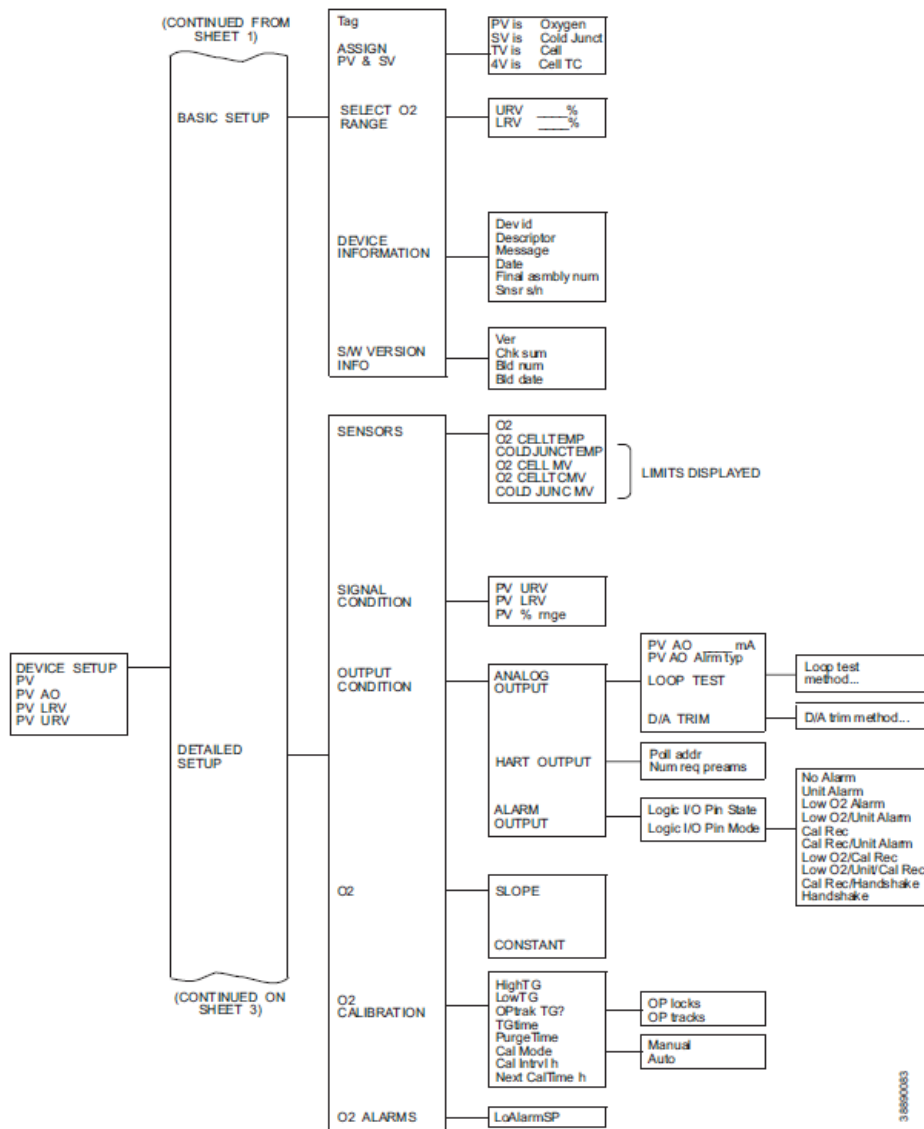 (CONTINUED FROM
SHEET 1)
BASIC SETUP
Tag
ASSIGN
PV & SV
PV is Oxygen
SV is Cold Junct
TV is Cell
4V is Cell TC
SELECT O2
RANGE
URV ____%
LRV ____%
DEVICE
INFORMATION
Dev id
Descriptor
Message
Date
Final asmbly num
Snsr s/n
S/W VERSION
INFO
Ver
Chk sum
Bld num
Bld date
SENSORS
O2
O2 CELLTEMP
COLDJUNCTEMP
O2 CELL MV
O2 CELLTCMV
COLD JUNC MV
LIMITS DISPLAYED
SIGNAL
CONDITION
PV URV
PV LRV
PV % rnge
DEVICE SETUP
PV
PV AO
PV LRV
PV URV
DETAILED
SETUP
OUTPUT
CONDITION
ANALOG
OUTPUT
PV AO ____ mA
PV AO Alrm typ
LOOP TEST
D/A TRIM
Loop test
method...
D/A trim method...
HART OUTPUT
Poll addr
Num req preams
ALARM
OUTPUT
Logic I/O Pin State
Logic I/O Pin Mode
No Alarm
Unit Alarm
Low O2 Alarm
Low O2/Unit Alarm
Cal Rec
Cal Rec/Unit Alarm
Low O2/Cal Rec
Low O2/Unit/Cal Rec
Cal Rec/Handshake
Handshake
O2
SLOPE
CONSTANT
(CONTINUED ON
SHEET 3)
O2
CALIBRATION
HighTG
LowTG
OPtrak TG?
TGtime
PurgeTime
Cal Mode
Cal Intrvl h
Next CalTime h
OP locks
OP tracks
Manual
Auto
O2 ALARMS
LoAlarmSP
38890083